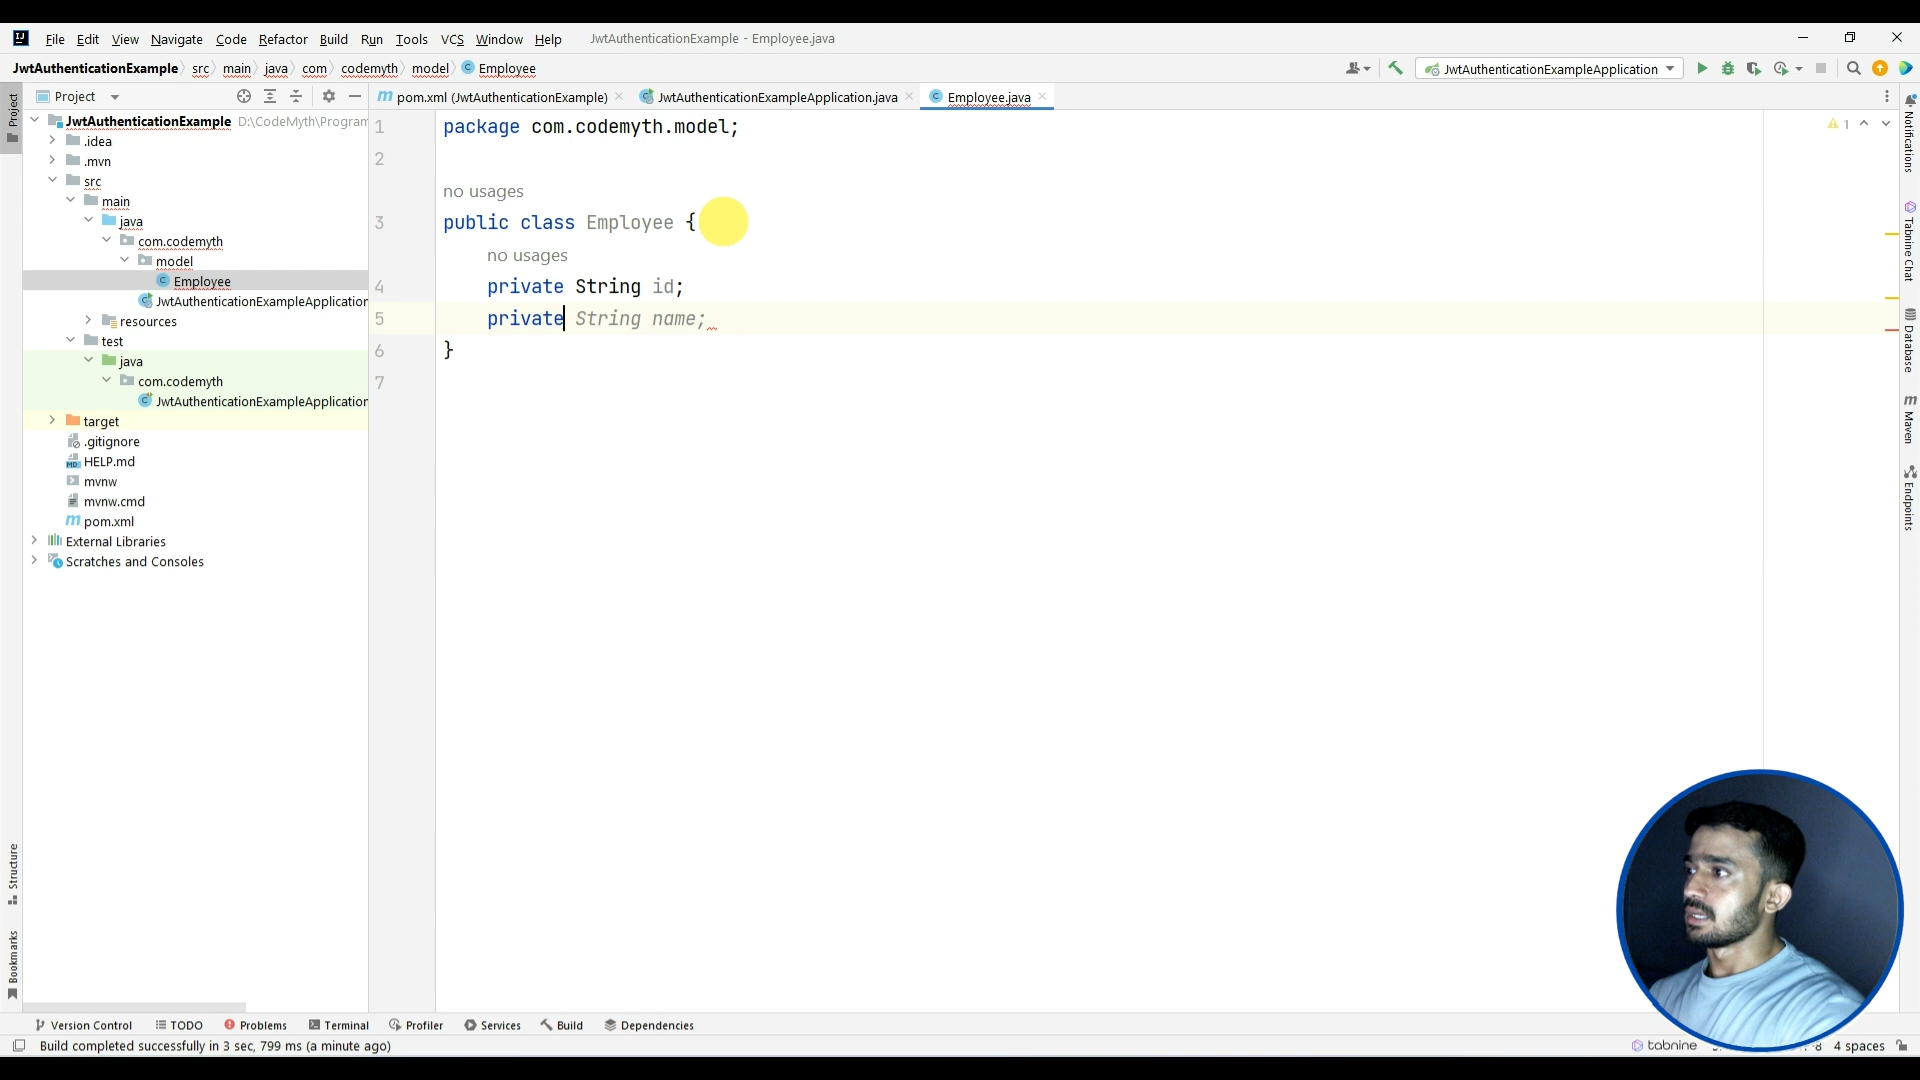 File Edit View Navigate Code Refactor Build Run Tools VCS Window Help JwtAuthenticationExample - Employee.java
JwtAuthenticationExample src main java com codemyth model Employee
JwtAuthenticationExampleApplication
Project
pom.xml (JwtAuthenticationExample)
JwtAuthenticationExampleApplication.java
Employee.java
JwtAuthenticationExample D:\CodeMyth\Program
.idea
.mvn
src
main
java
com.codemyth
model
Employee
JwtAuthenticationExampleApplication
resources
test
java
com.codemyth
JwtAuthenticationExampleApplication
target
.gitignore
HELP.md
mvnw
mvnw.cmd
pom.xml
External Libraries
Scratches and Consoles
1 package com.codemyth.model;
2
no usages
3 public class Employee {
no usages
4 private String id;
5 private String name;
6 }
7
1
Project
Structure
Bookmarks
Notifications
Tabnine Chat
Database
Maven
Endpoints
Version Control TODO Problems Terminal Profiler Services Build Dependencies
Build completed successfully in 3 sec, 799 ms (a minute ago)
tabnine
4 spaces